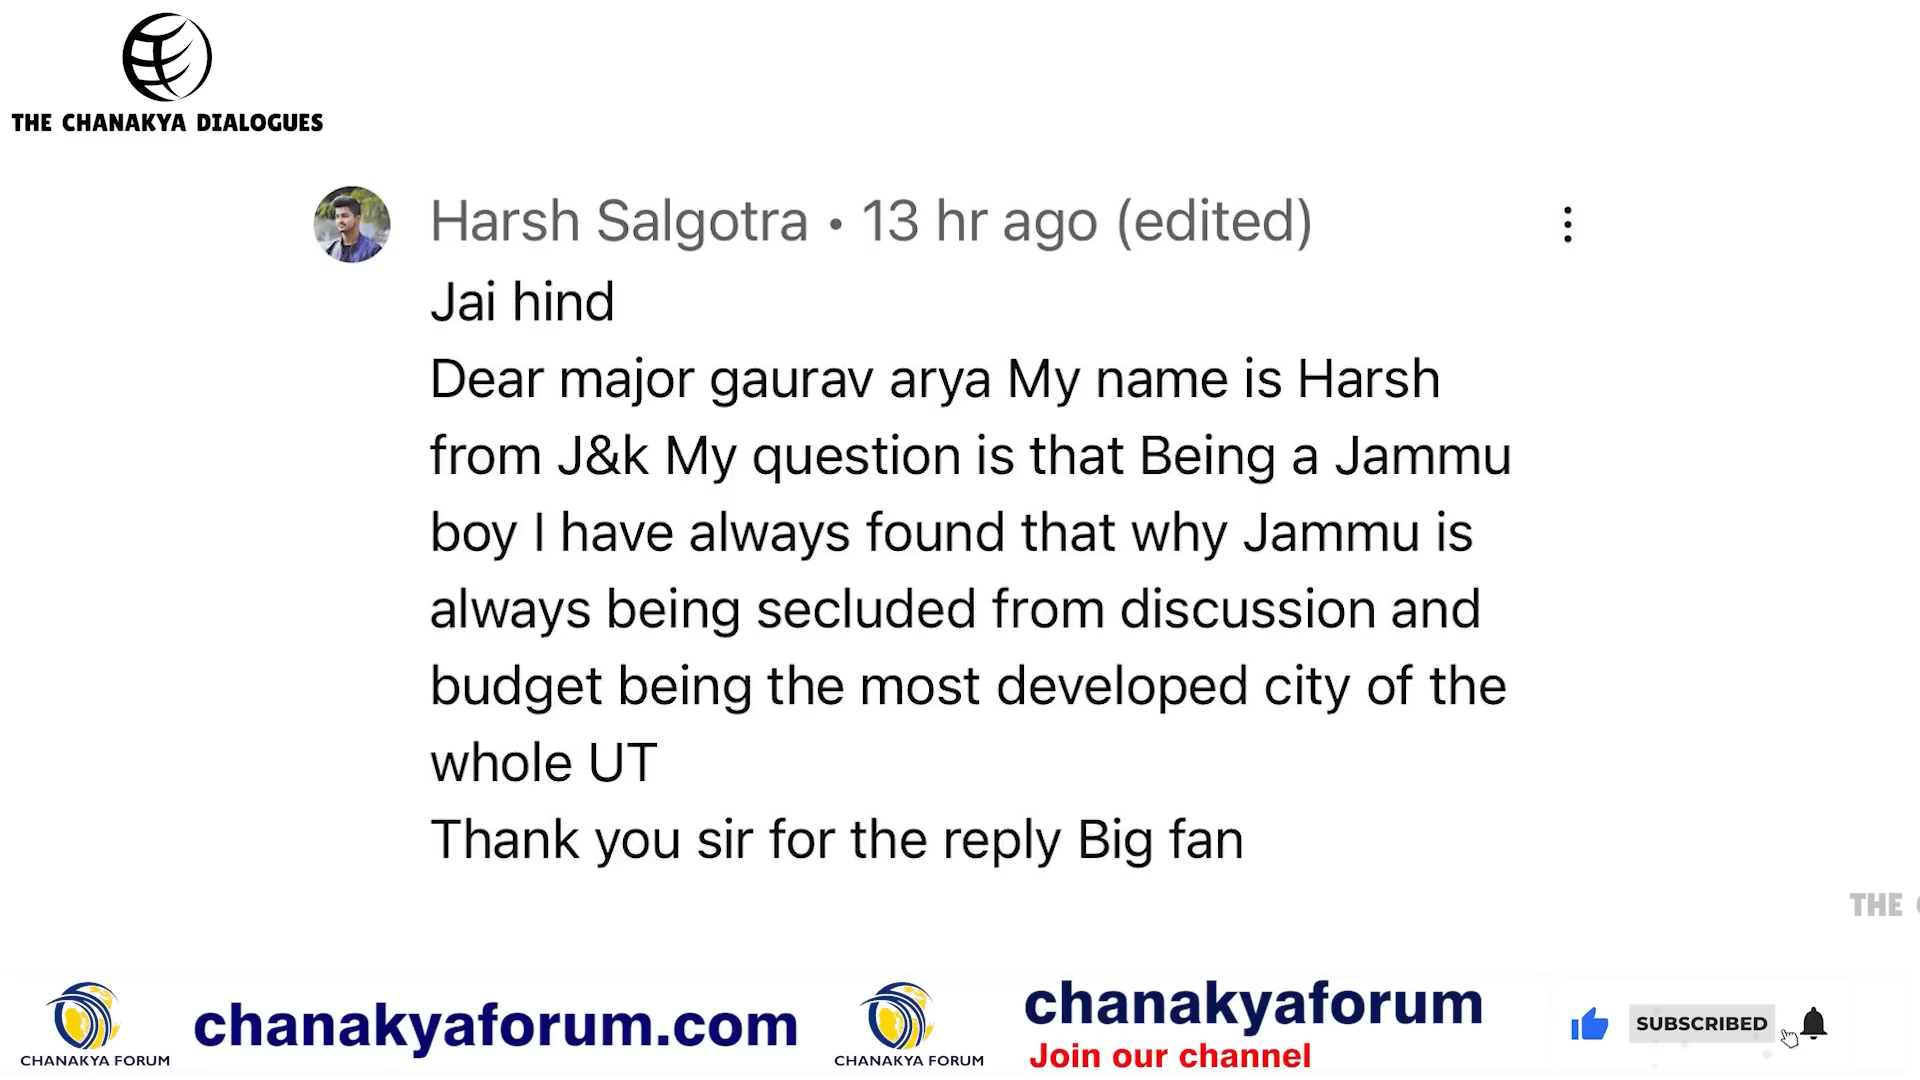 THE CHANAKYA DIALOGUES
Harsh Salgotra • 13 hr ago (edited)
Jai hind
Dear major gaurav arya My name is Harsh
from J&k My question is that Being a Jammu
boy I have always found that why Jammu is
always being secluded from discussion and
budget being the most developed city of the
whole UT
Thank you sir for the reply Big fan
THE
CHANAKYA FORUM
chanakyaforum.com
CHANAKYA FORUM
chanakyaforum
Join our channel
SUBSCRIBED